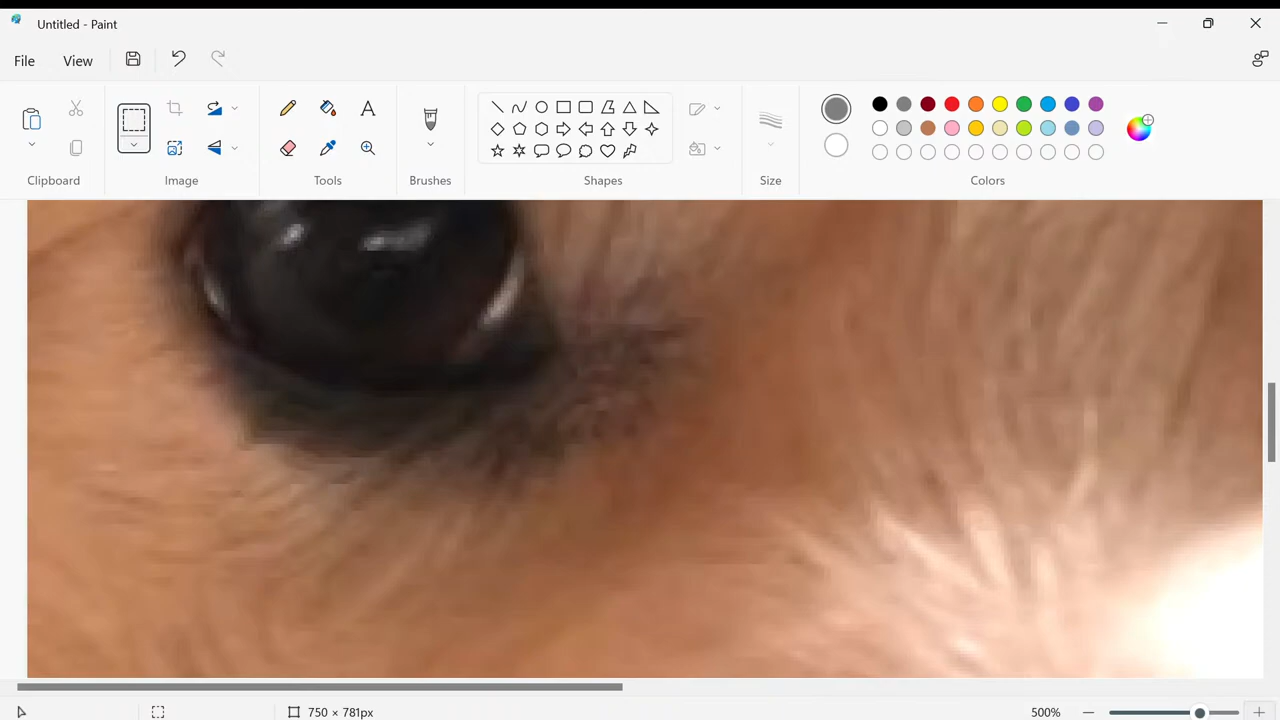 Untitled - Paint
File View
Clipboard Image Tools Brushes Shapes Size Colors
750 × 781px 500%